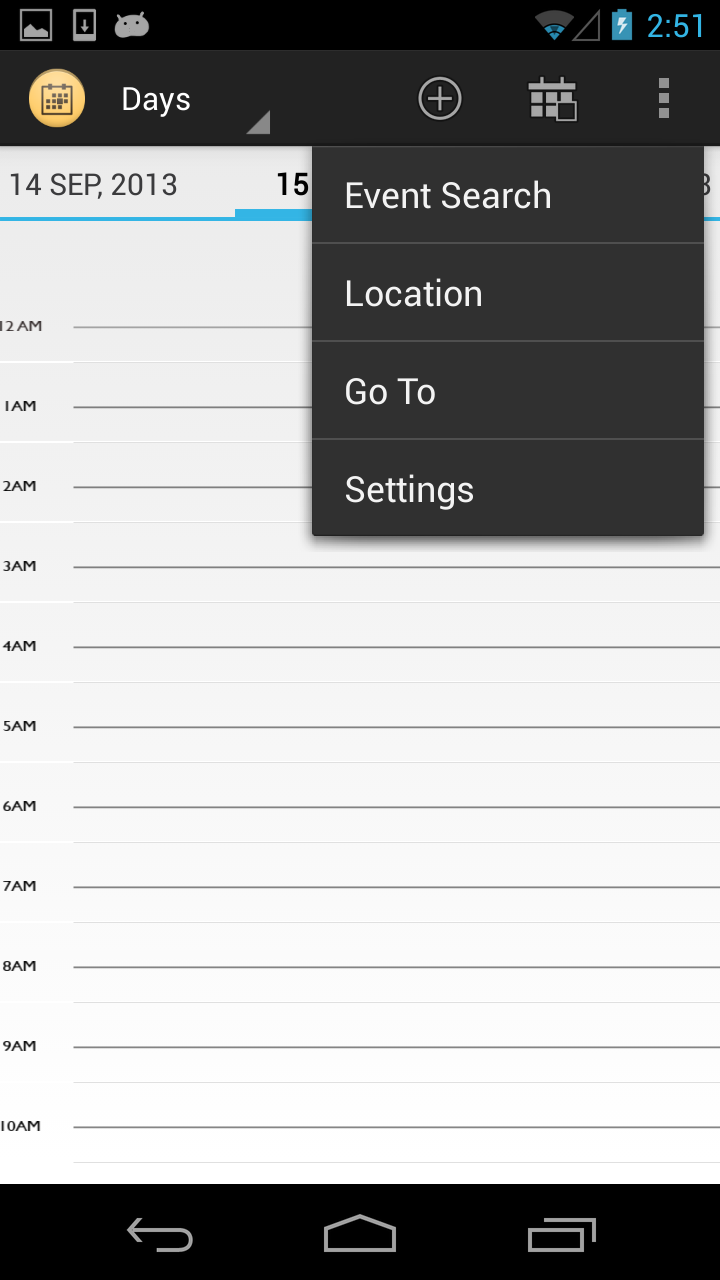 2:51
Days
14 SEP, 2013
15
3
Event Search
Location
Go To
Settings
12 AM
1AM
2AM
3AM
4AM
5AM
6AM
7AM
8AM
9AM
10AM